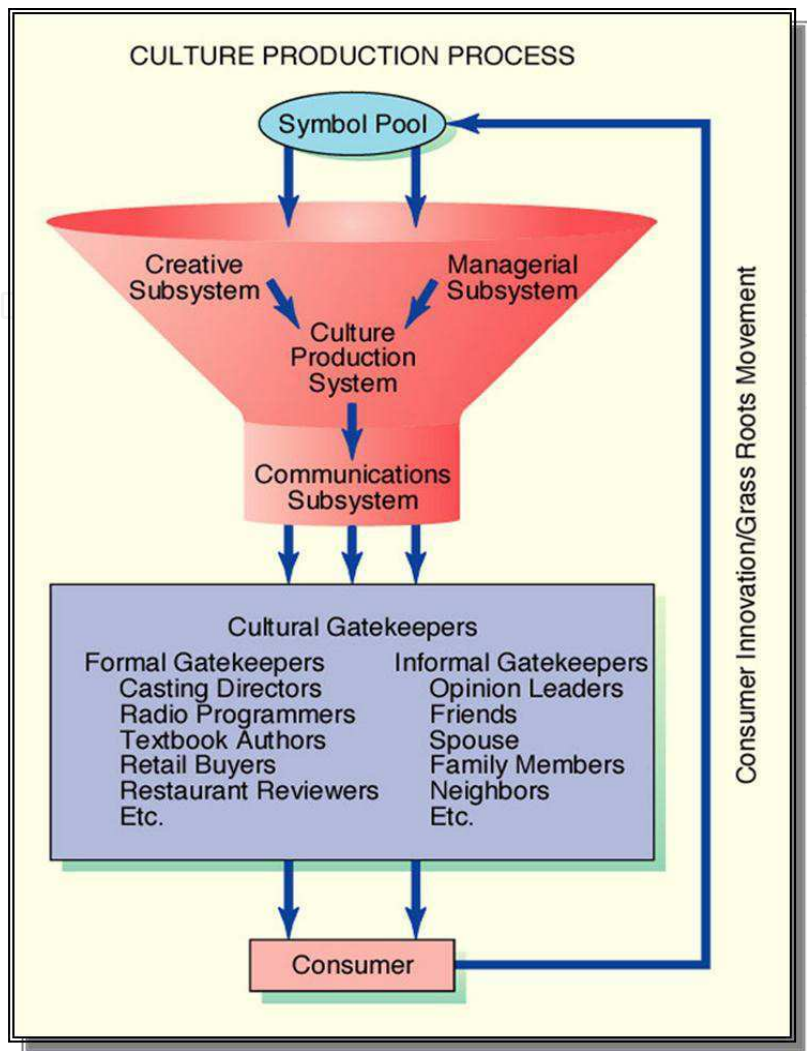 CULTURE PRODUCTION PROCESS
Symbol Pool
Creative
Subsystem
Managerial
Subsystem
Culture
Production
System
Communications
Subsystem
Cultural Gatekeepers
Formal Gatekeepers
Casting Directors
Radio Programmers
Textbook Authors
Retail Buyers
Restaurant Reviewers
Etc.
Informal Gatekeepers
Opinion Leaders
Friends
Spouse
Family Members
Neighbors
Etc.
Consumer
Consumer Innovation/Grass Roots Movement